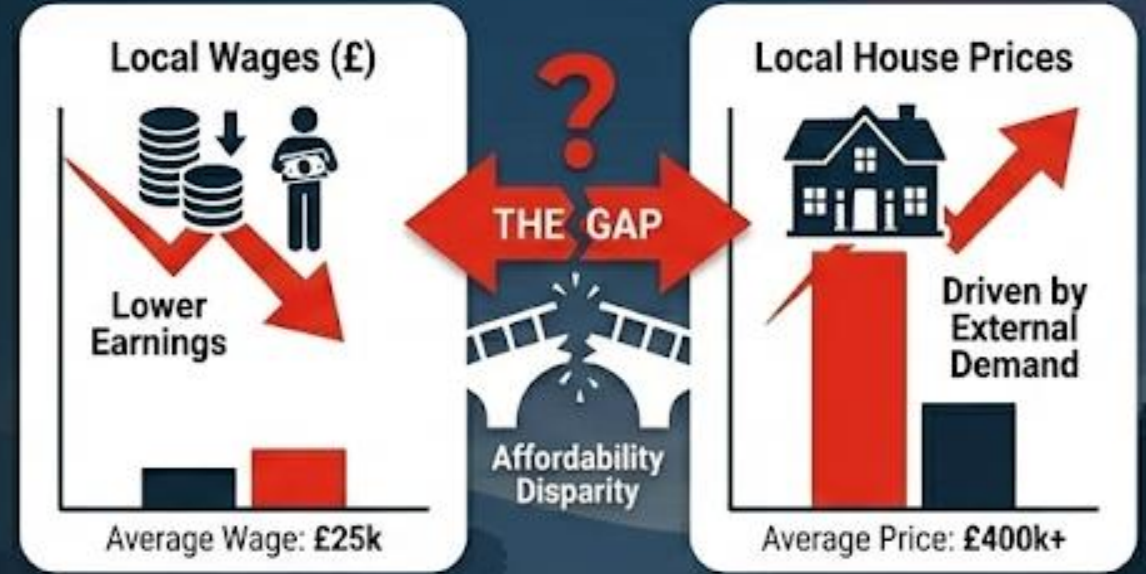 Local Wages (£)
Lower
Earnings
Average Wage: £25k
?
THE GAP
Affordability
Disparity
Local House Prices
Driven by
External
Demand
Average Price: £400k+